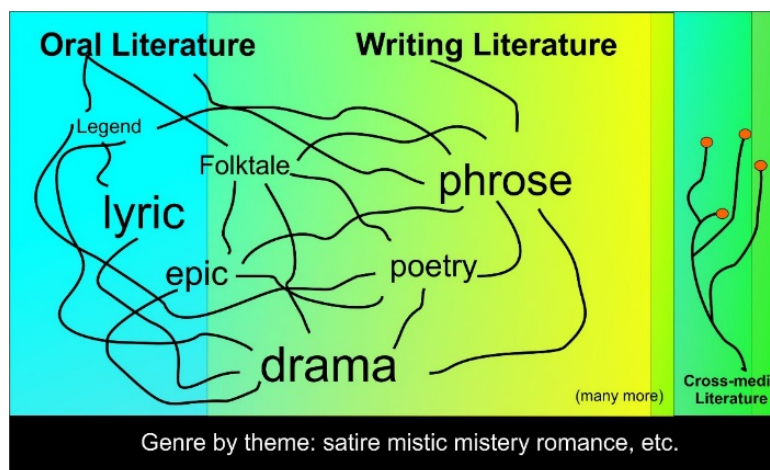 Oral Literature
Writing Literature
Legend
Folktale
phrose
lyric
epic
poetry
drama
(many more)
Cross-medi
Literature
Genre by theme: satire mistic mistery romance, etc.